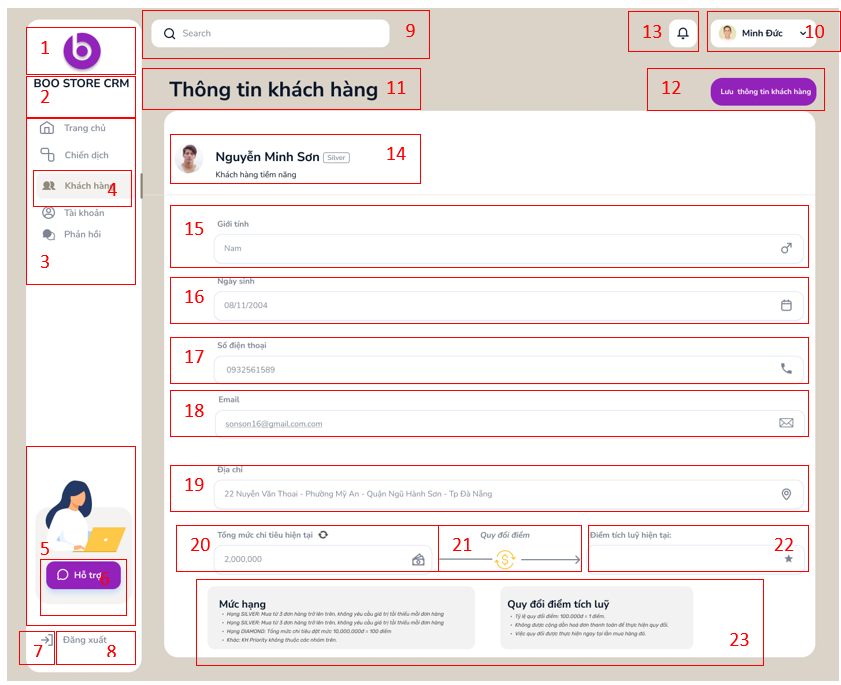 1
2
BOO STORE CRM
Trang chủ
Chiến dịch
Khách hàng
4
Tài khoản
Phản hồi
3
5
Hỗ trợ
6
7
Đăng xuất
8
Search
9
13
Minh Đức
10
Thông tin khách hàng
11
12
Lưu thông tin khách hàng
Nguyễn Minh Sơn
Silver
14
Khách hàng tiềm năng
15
Giới tính
Nam
16
Ngày sinh
08/11/2004
17
Số điện thoại
0932561589
18
Email
sonson16@gmail.com.com
19
Địa chỉ
22 Nuyễn Văn Thoai - Phường Mỹ An - Quận Ngũ Hành Sơn - Tp Đà Nẵng
20
Tổng mức chi tiêu hiện tại
2,000,000
21
Quy đổi điểm
$
Điểm tích luỹ hiện tại:
22
Mức hạng
• Hạng SILVER: Mua từ 3 đơn hàng trở lên trên, không yêu cầu giá trị tối thiểu mỗi đơn hàng
• Hạng SILVER: Mua từ 3 đơn hàng trở lên trên, không yêu cầu giá trị tối thiểu mỗi đơn hàng
• Hạng DIAMOND: Tổng mức chi tiêu đạt mức 10,000,000đ = 100 điểm
• Khác: KH Priority không thuộc các nhóm trên.
Quy đổi điểm tích luỹ
• Tỷ lệ quy đổi điểm: 100,000đ = 1 điểm.
• Không được cộng dồn hoá đơn thanh toán để thực hiện quy đổi.
• Việc quy đổi được thực hiện ngay tại lần mua hàng đó.
23